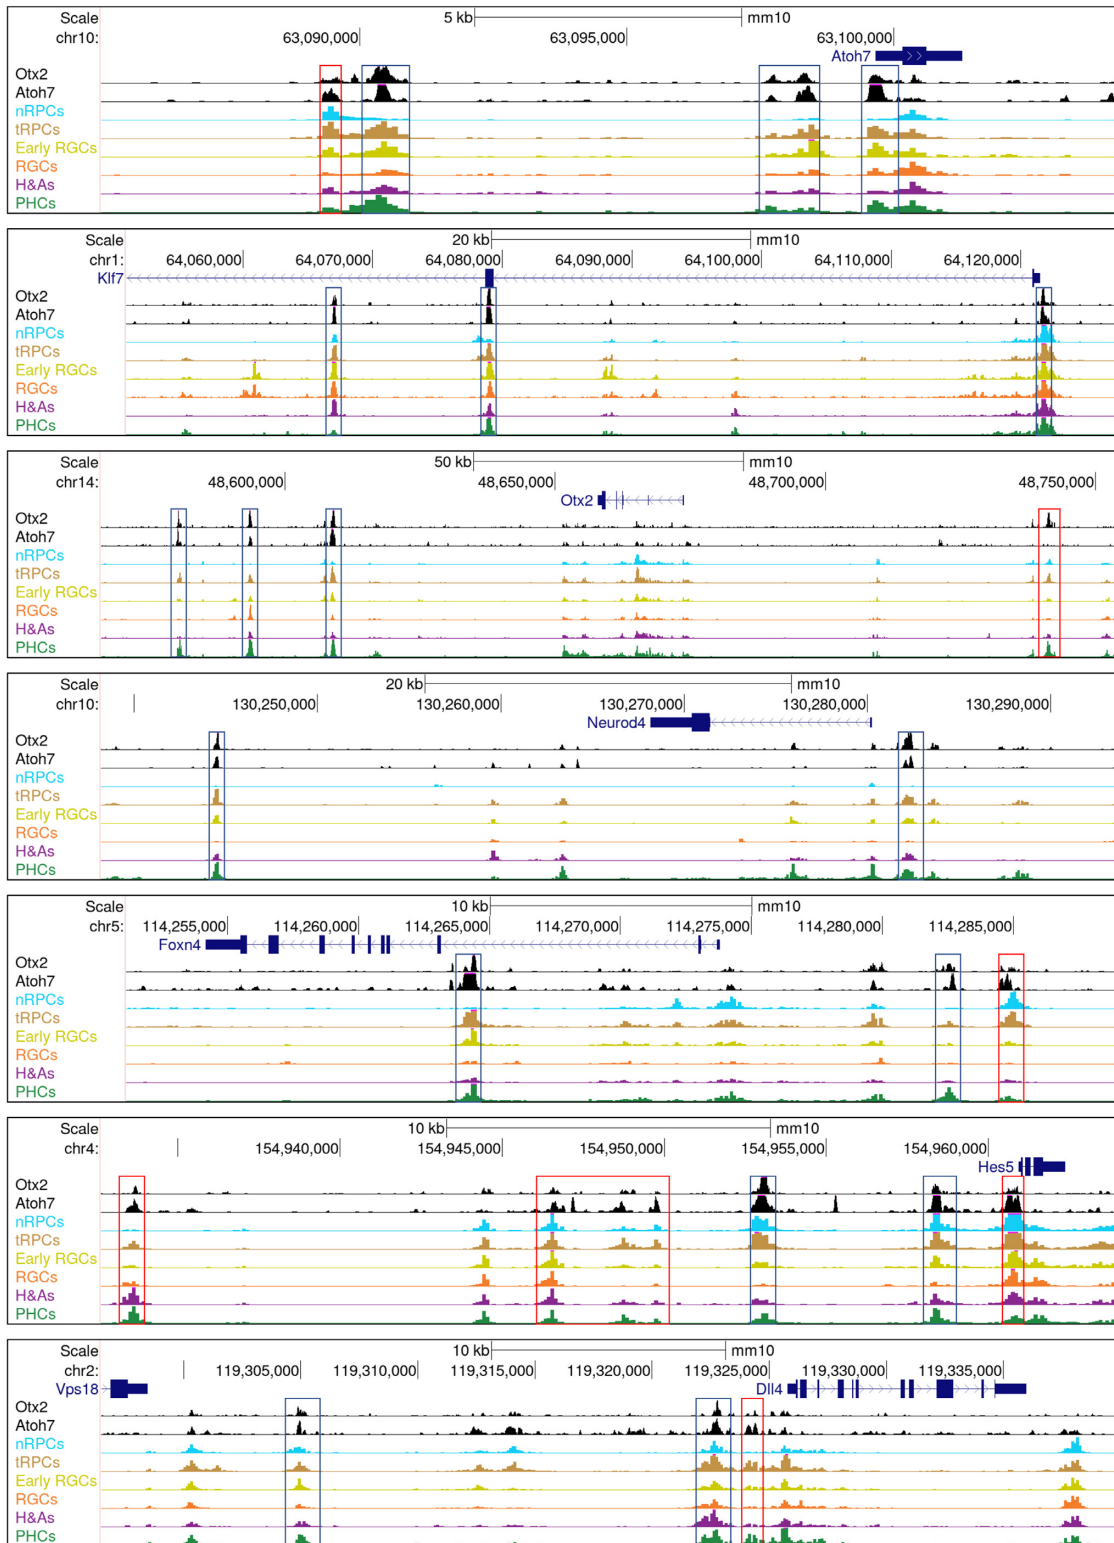 Scale 5 kb mm10
chr10: 63,090,000 63,095,000 63,100,000
Atoh7
Otx2
Atoh7
nRPCs
tRPCs
Early RGCs
RGCs
H&As
PHCs
Scale 20 kb mm10
chr1: 64,060,000 64,070,000 64,080,000 64,090,000 64,100,000 64,110,000 64,120,000
Klf7
Otx2
Atoh7
nRPCs
tRPCs
Early RGCs
RGCs
H&As
PHCs
Scale 50 kb mm10
chr14: 48,600,000 48,650,000 48,700,000 48,750,000
Otx2
Otx2
Atoh7
nRPCs
tRPCs
Early RGCs
RGCs
H&As
PHCs
Scale 20 kb mm10
chr10: 130,250,000 130,260,000 130,270,000 130,280,000 130,290,000
Neurod4
Otx2
Atoh7
nRPCs
tRPCs
Early RGCs
RGCs
H&As
PHCs
Scale 10 kb mm10
chr5: 114,255,000 114,260,000 114,265,000 114,270,000 114,275,000 114,280,000 114,285,000
Foxn4
Otx2
Atoh7
nRPCs
tRPCs
Early RGCs
RGCs
H&As
PHCs
Scale 10 kb mm10
chr4: 154,940,000 154,945,000 154,950,000 154,955,000 154,960,000
Hes5
Otx2
Atoh7
nRPCs
tRPCs
Early RGCs
RGCs
H&As
PHCs
Scale 10 kb mm10
chr2: 119,305,000 119,310,000 119,315,000 119,320,000 119,325,000 119,330,000 119,335,000
Vps18 Dll4
Otx2
Atoh7
nRPCs
tRPCs
Early RGCs
RGCs
H&As
PHCs